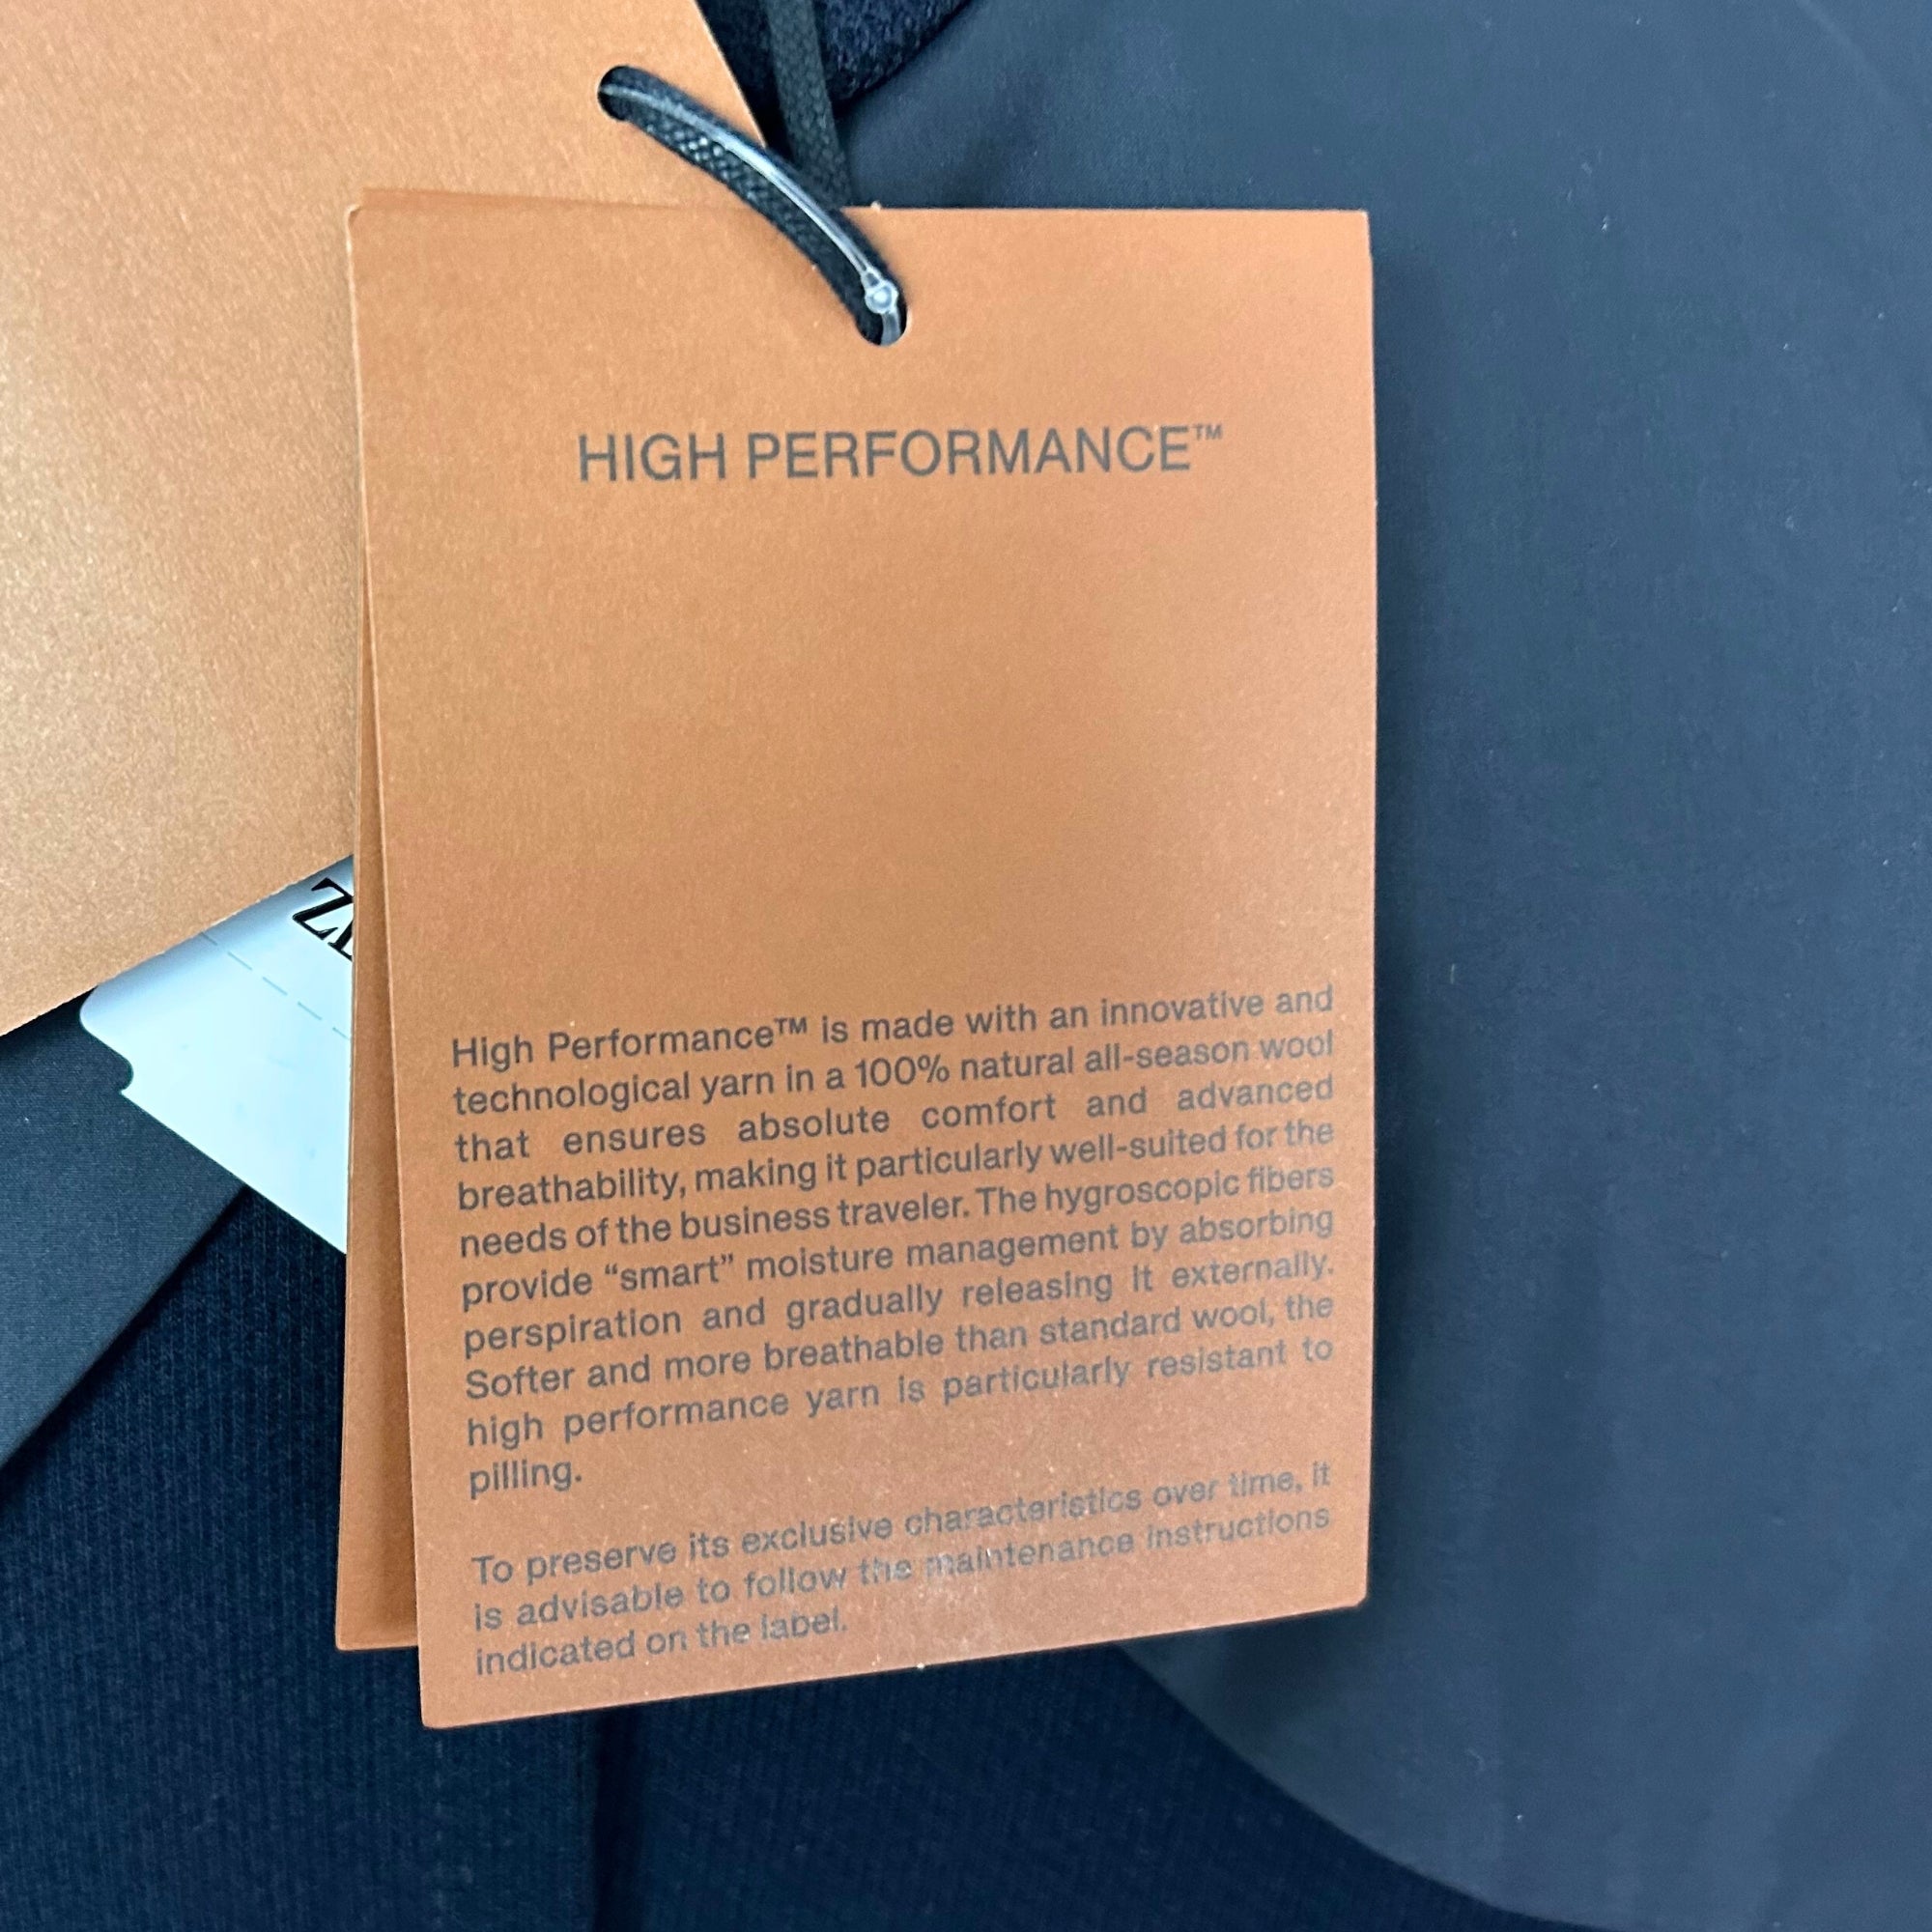 HIGH PERFORMANCE™
Z
High Performance™ is made with an innovative and
technological yarn in a 100% natural all-season wool
that ensures absolute comfort and advanced
breathability, making it particularly well-suited for the
needs of the business traveler. The hygroscopic fibers
provide “smart” moisture management by absorbing
perspiration and gradually releasing it externally.
Softer and more breathable than standard wool, the
high performance yarn is particularly resistant to
pilling.
To preserve its exclusive characteristics over time, it
is advisable to follow the maintenance instructions
indicated on the label.